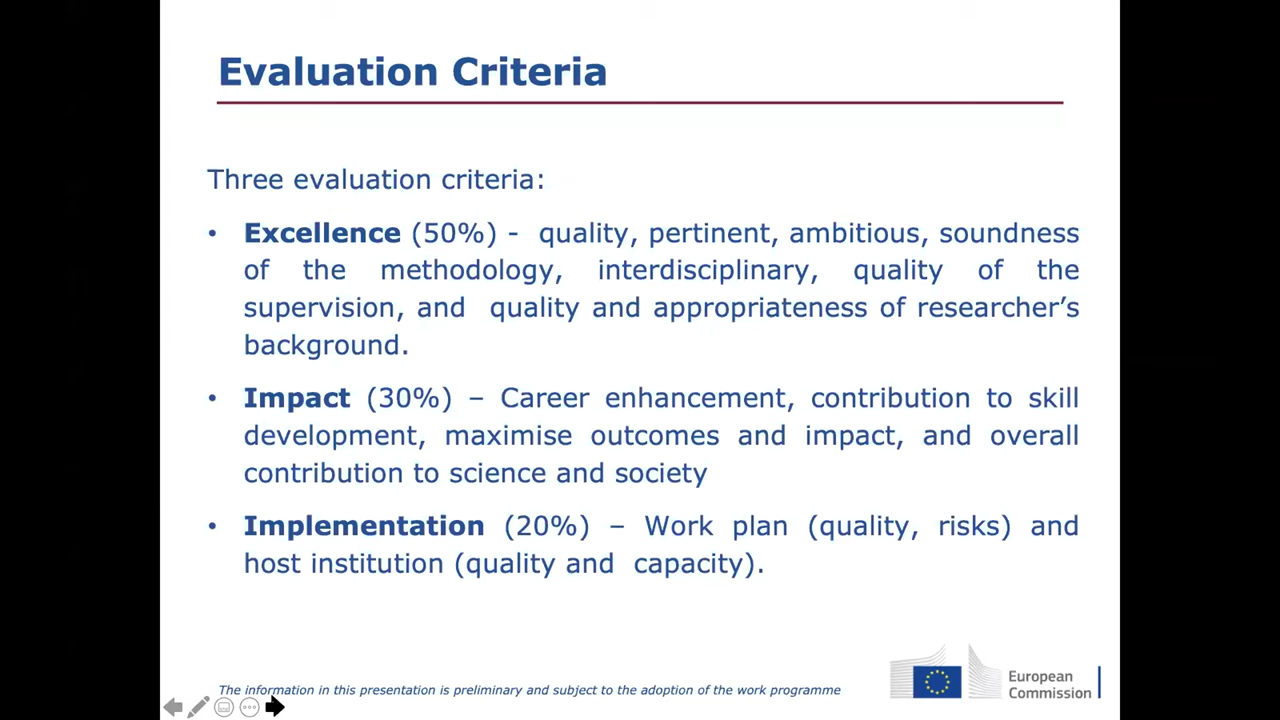 Evaluation Criteria
Three evaluation criteria:
• Excellence (50%) - quality, pertinent, ambitious, soundness
of the methodology, interdisciplinary, quality of the
supervision, and quality and appropriateness of researcher’s
background.
• Impact (30%) – Career enhancement, contribution to skill
development, maximise outcomes and impact, and overall
contribution to science and society
• Implementation (20%) – Work plan (quality, risks) and
host institution (quality and capacity).
The information in this presentation is preliminary and subject to the adoption of the work programme
European
Commission